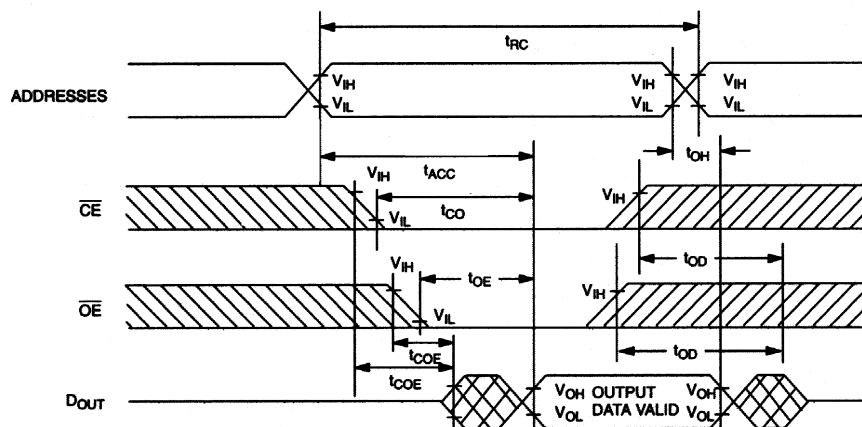 tRC
VIH
VIH
VIH
ADDRESSES
VIL
VIL
VIL
tOH
tACC
VIH
VIH
CE
tCO
VIL
tOD
VIH
tOE
VIH
OE
VIL
tCOE
tOD
tCOE
DOUT
VOH OUTPUT VOH
VOL DATA VALID VOL